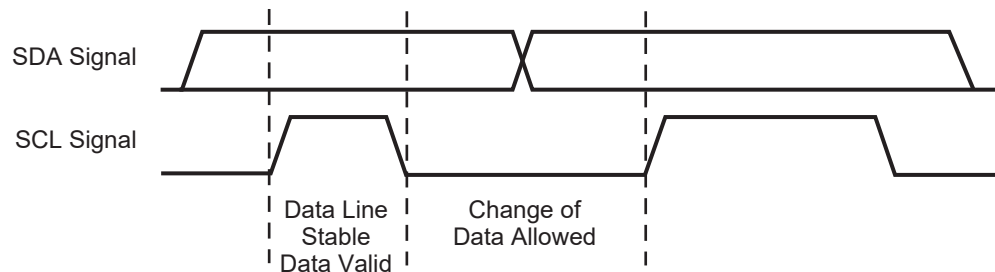 SDA Signal
SCL Signal
Data Line
Stable
Data Valid
Change of
Data Allowed